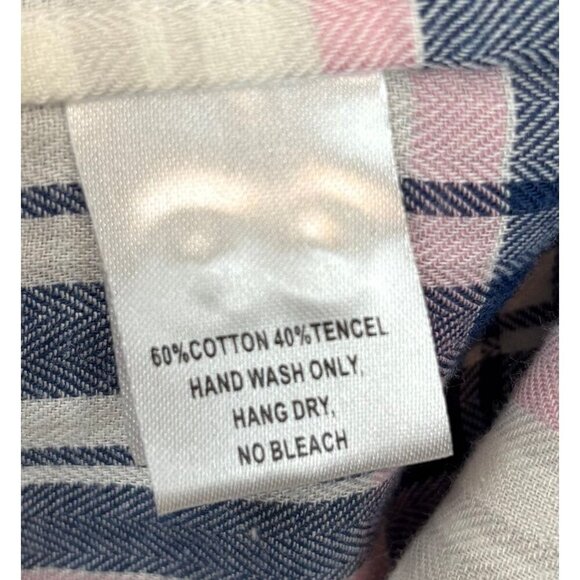 60%COTTON 40%TENCEL
HAND WASH ONLY,
HANG DRY,
NO BLEACH